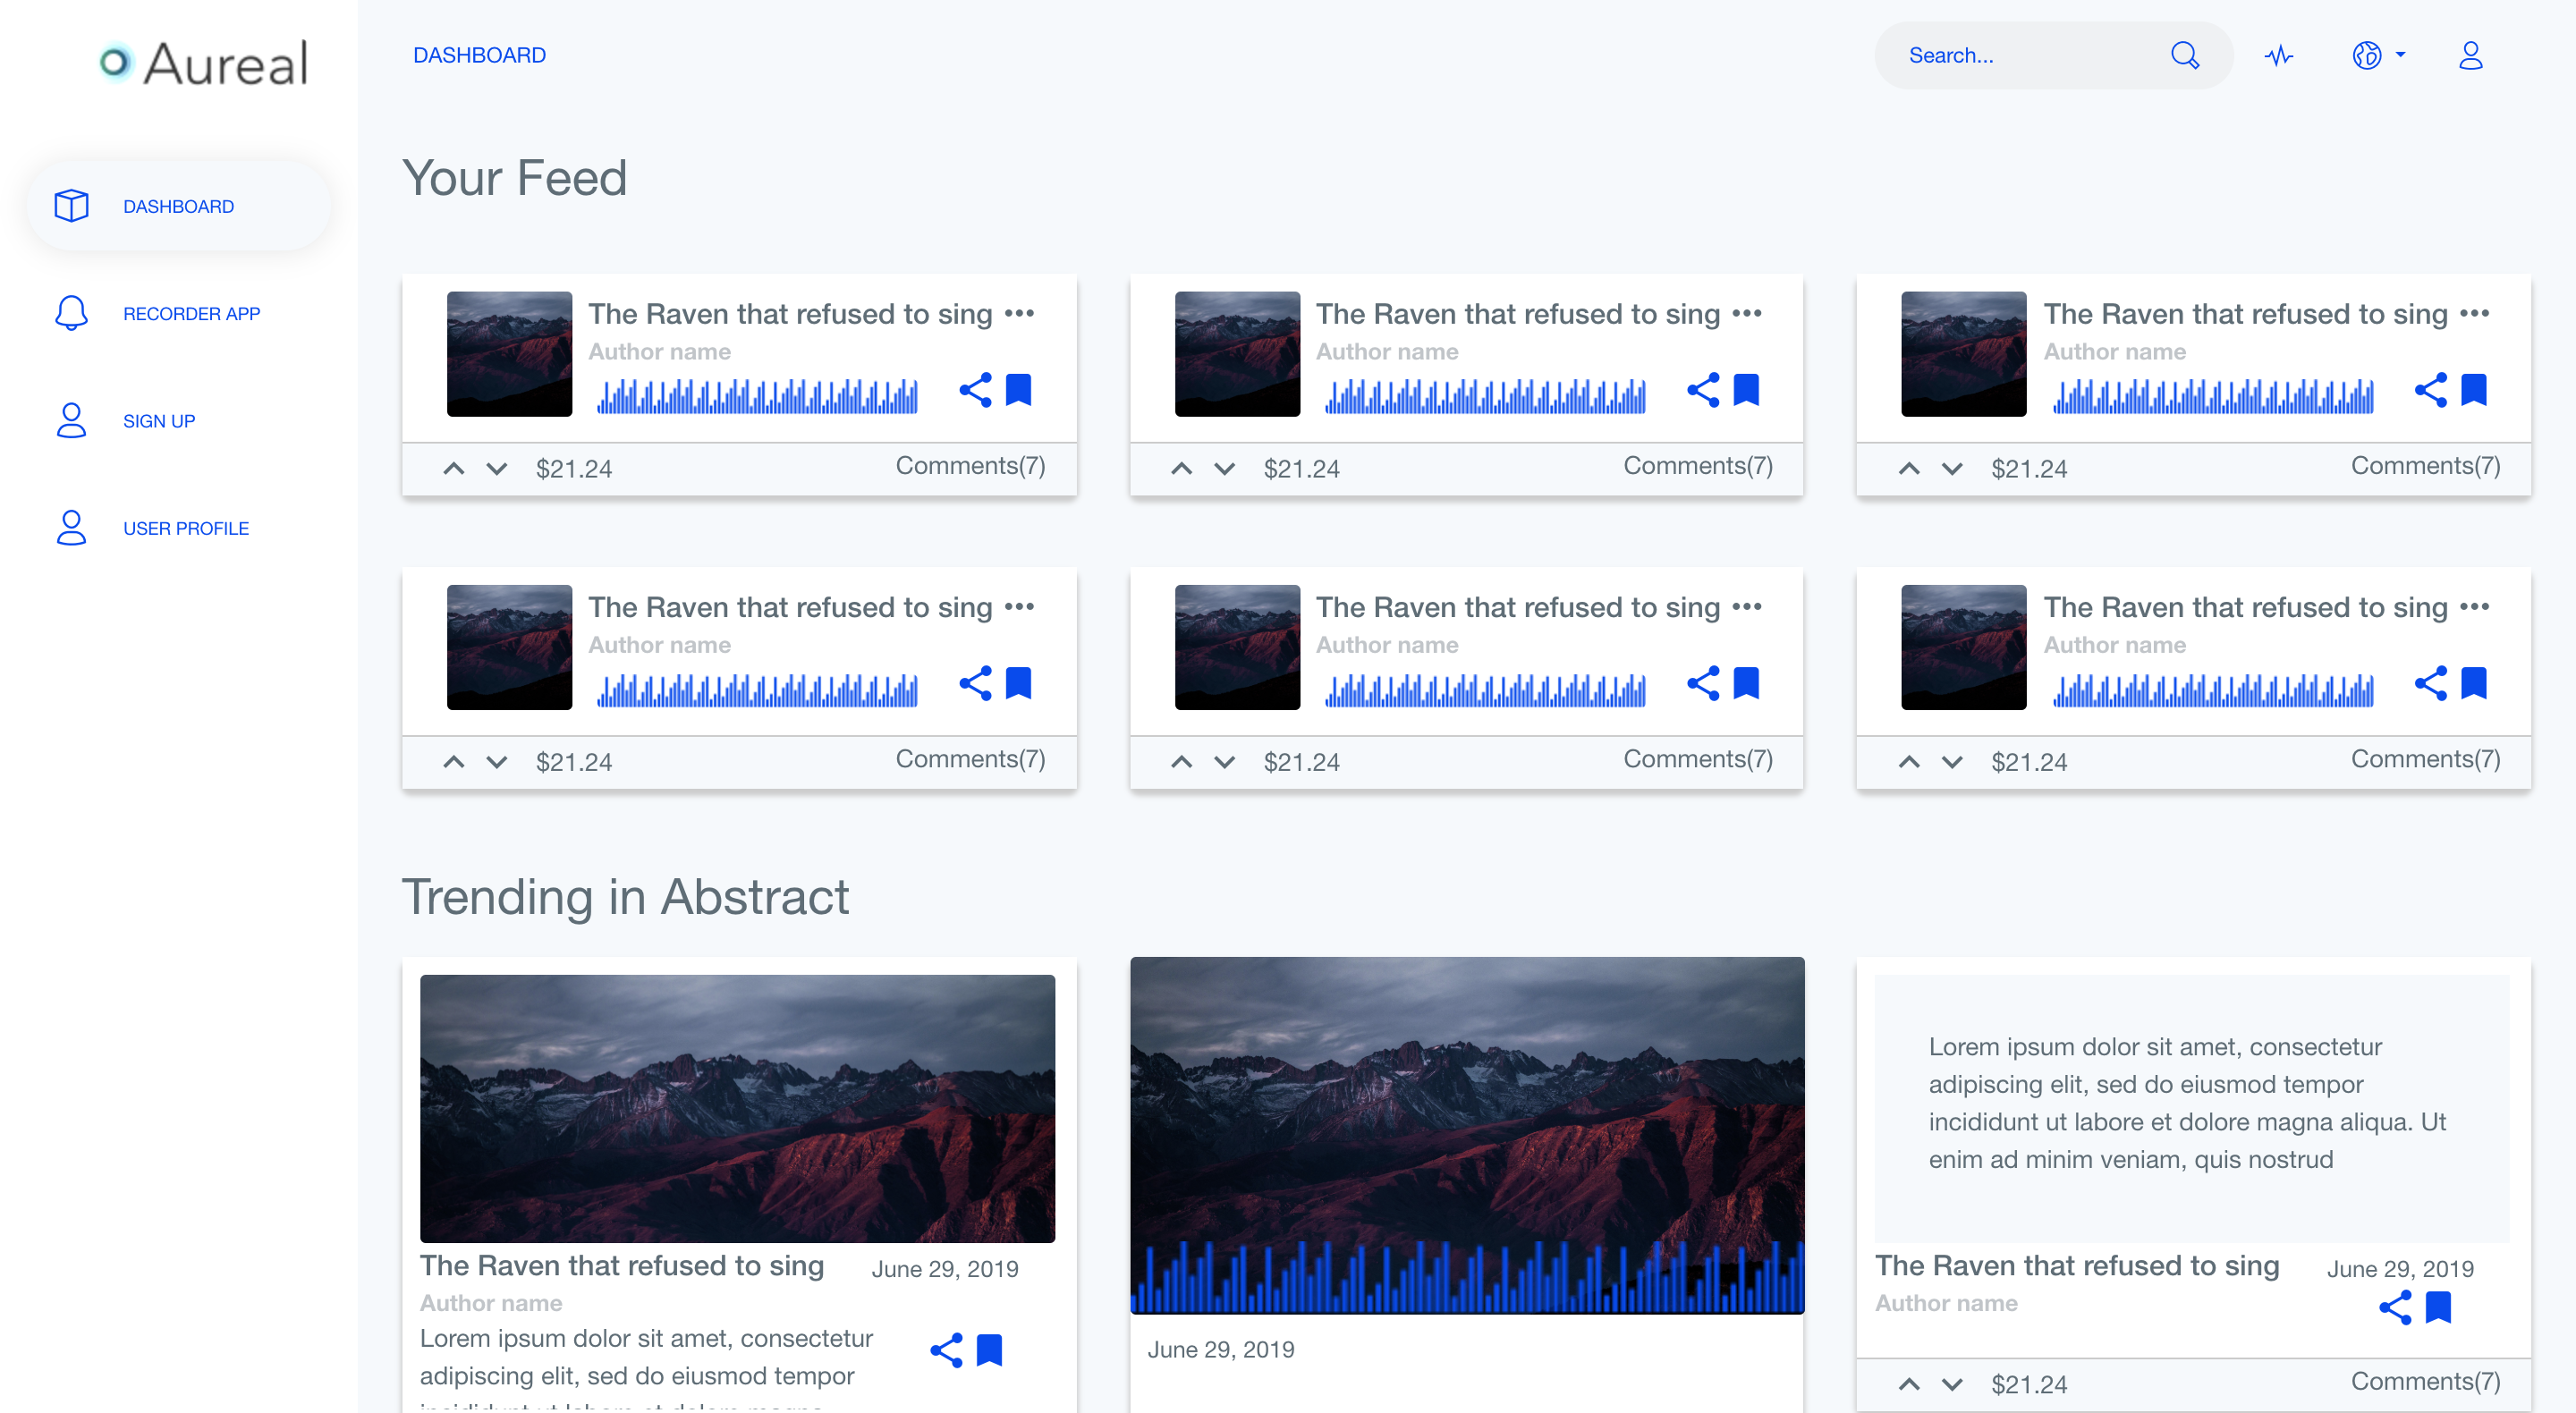 Aureal
DASHBOARD
Search...
DASHBOARD
RECORDER APP
SIGN UP
USER PROFILE
Your Feed
The Raven that refused to sing
Author name
$21.24
Comments(7)
The Raven that refused to sing
Author name
$21.24
Comments(7)
The Raven that refused to sing
Author name
$21.24
Comments(7)
The Raven that refused to sing
Author name
$21.24
Comments(7)
The Raven that refused to sing
Author name
$21.24
Comments(7)
The Raven that refused to sing
Author name
$21.24
Comments(7)
Trending in Abstract
The Raven that refused to sing
June 29, 2019
Author name
Lorem ipsum dolor sit amet, consectetur
adipiscing elit, sed do eiusmod tempor
June 29, 2019
Lorem ipsum dolor sit amet, consectetur
adipiscing elit, sed do eiusmod tempor
incididunt ut labore et dolore magna aliqua. Ut
enim ad minim veniam, quis nostrud
The Raven that refused to sing
June 29, 2019
Author name
$21.24
Comments(7)